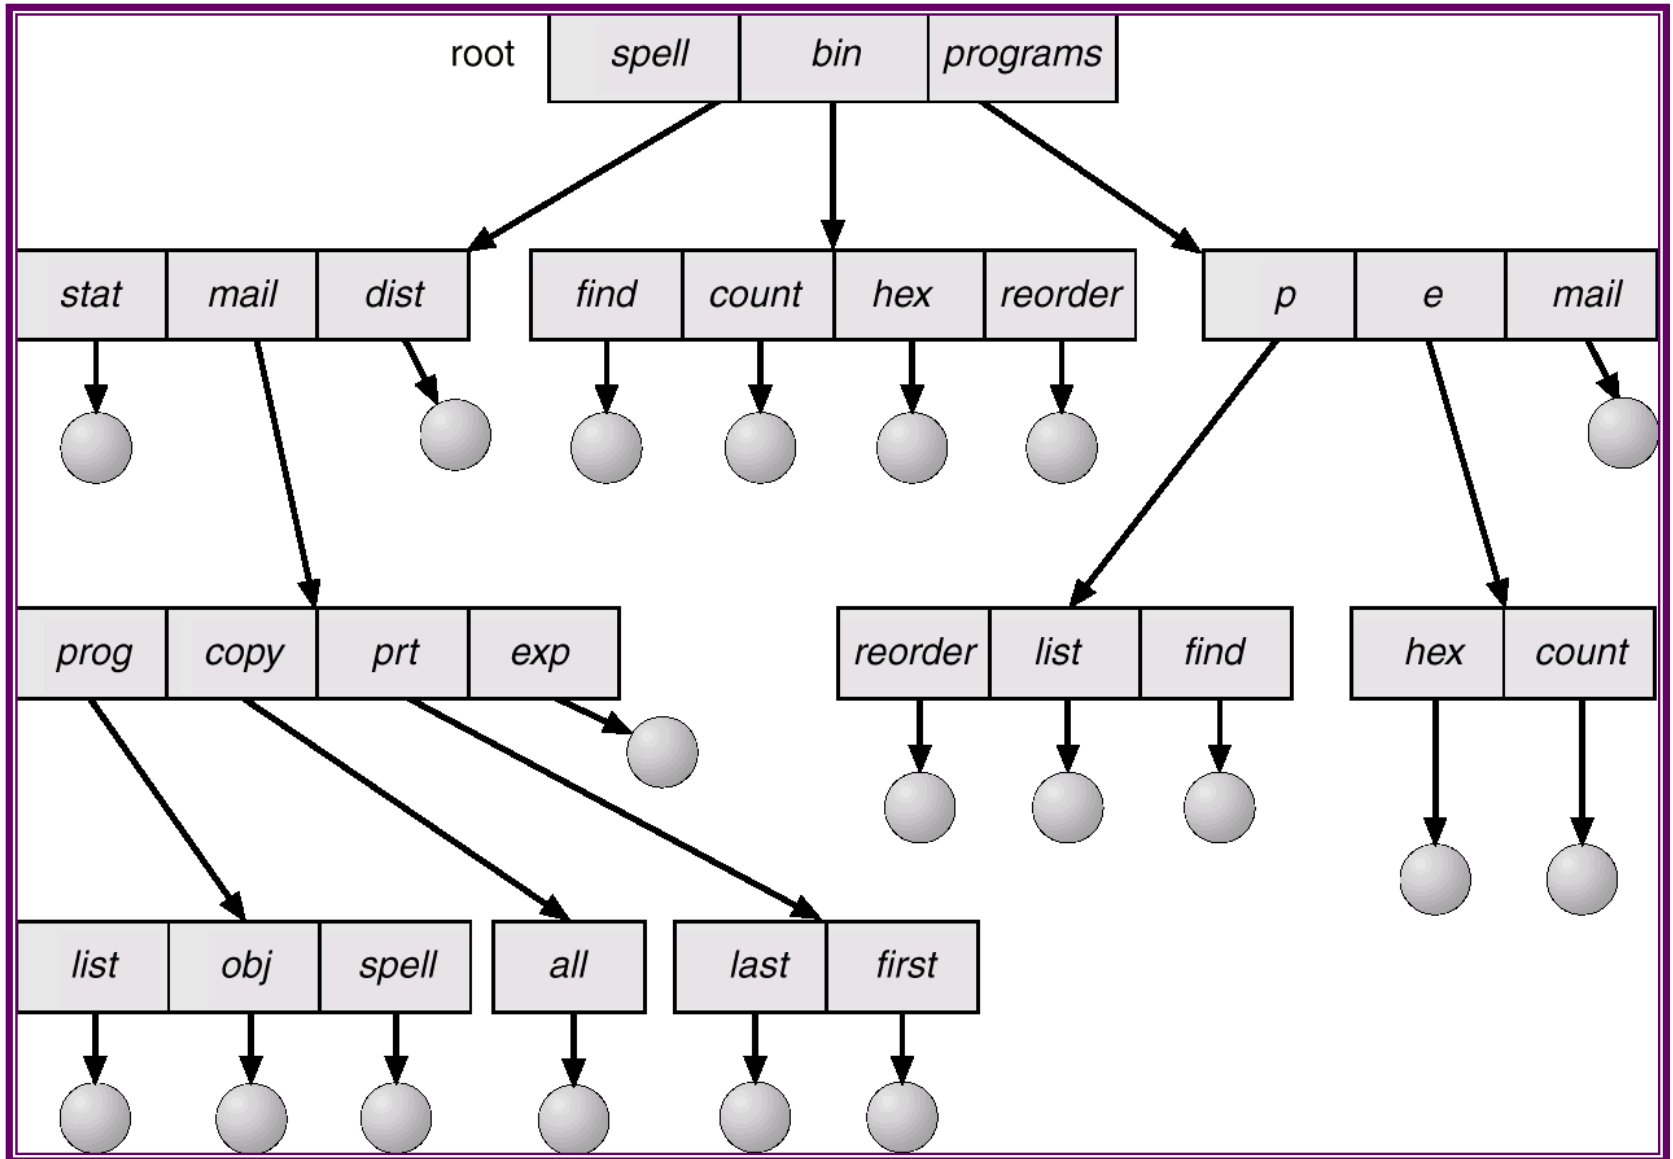 root spell bin programs
stat mail dist find count hex reorder p e mail
prog copy prt exp reorder list find hex count
list obj spell all last first